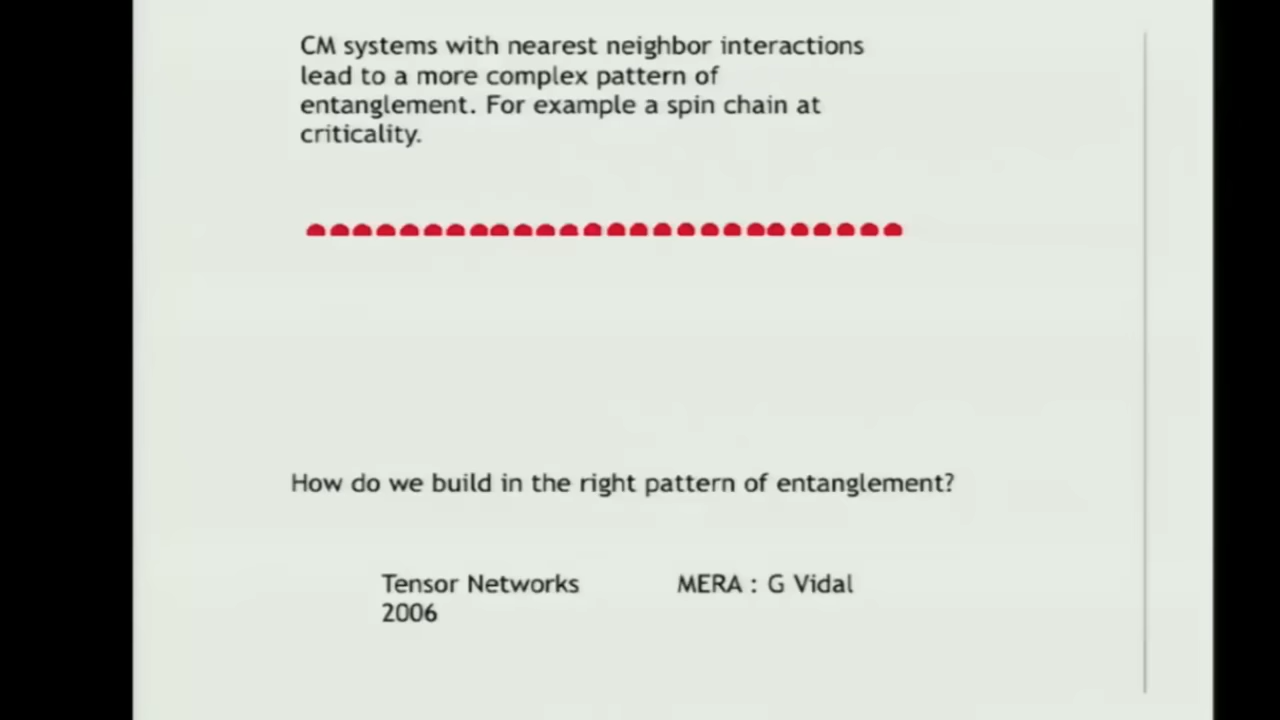 CM systems with nearest neighbor interactions
lead to a more complex pattern of
entanglement. For example a spin chain at
criticality.
How do we build in the right pattern of entanglement?
Tensor Networks MERA : G Vidal
2006